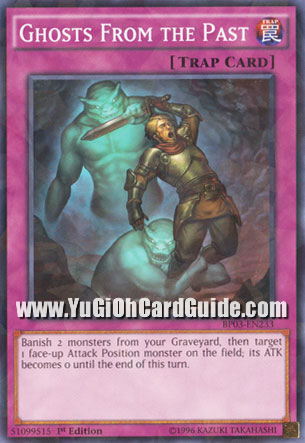 GHOSTS FROM THE PAST
TRAP
罠
[TRAP CARD]
www.YuGiOhCardGuide.com
BP03-EN233
Banish 2 monsters from your Graveyard, then target
1 face-up Attack Position monster on the field; its ATK
becomes 0 until the end of this turn.
51099515 1st Edition ©1996 KAZUKI TAKAHASHI